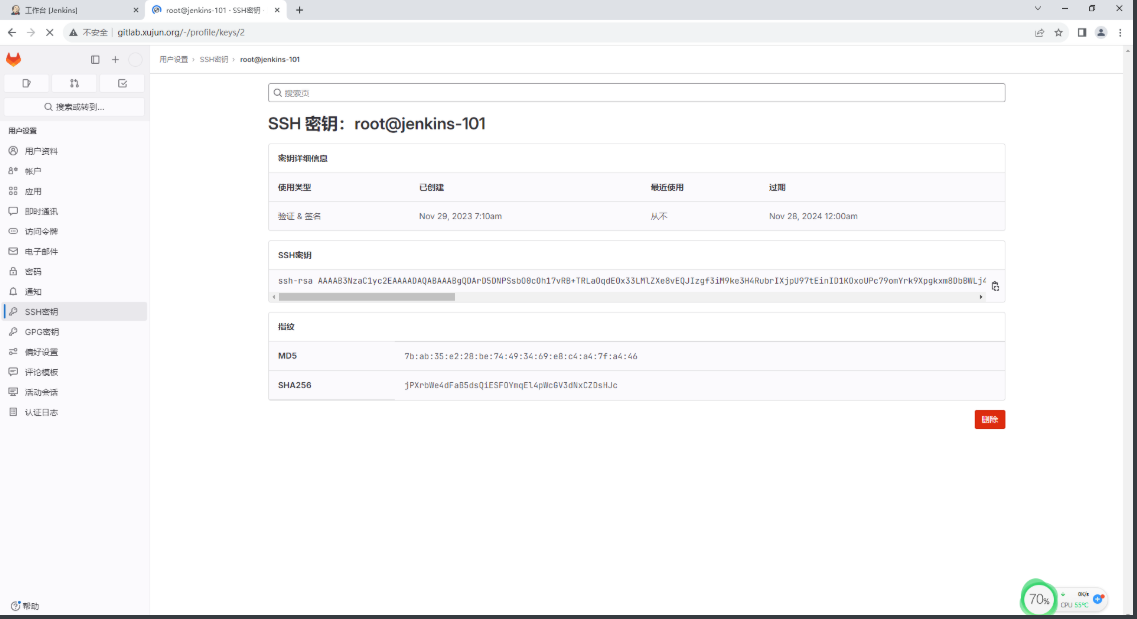 工作台 [Jenkins]
root@jenkins-101 - SSH密钥
不安全 gitlab.xujun.org/-/profile/keys/2
用户设置 › SSH密钥 › root@jenkins-101
搜索或转到...
用户设置
用户资料
帐户
应用
即时通讯
访问令牌
电子邮件
密码
通知
SSH密钥
GPG密钥
偏好设置
评论模板
活动会话
认证日志
帮助
搜索页
SSH 密钥：root@jenkins-101
密钥详细信息
使用类型 已创建 最近使用 过期
验证 & 签名 Nov 29, 2023 7:10am 从不 Nov 28, 2024 12:00am
SSH密钥
ssh-rsa
指纹
MD5 7b:ab:35:e2:28:be:74:49:34:69:e8:c4:a4:7f:a4:46
SHA256
删除
70%
CPU 55℃